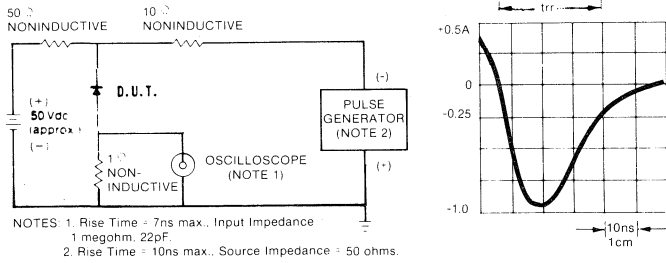 50 Ω
NONINDUCTIVE
10 Ω
NONINDUCTIVE
(+)
50 Vdc
(approx.)
(−)
D.U.T.
1 Ω
NON-
INDUCTIVE
OSCILLOSCOPE
(NOTE 1)
(-)
PULSE
GENERATOR
(NOTE 2)
(+)
NOTES: 1. Rise Time = 7ns max., Input Impedance
1 megohm. 22pF.
2. Rise Time = 10ns max., Source Impedance = 50 ohms.
trr
+0.5A
0
-0.25
-1.0
10ns
1cm